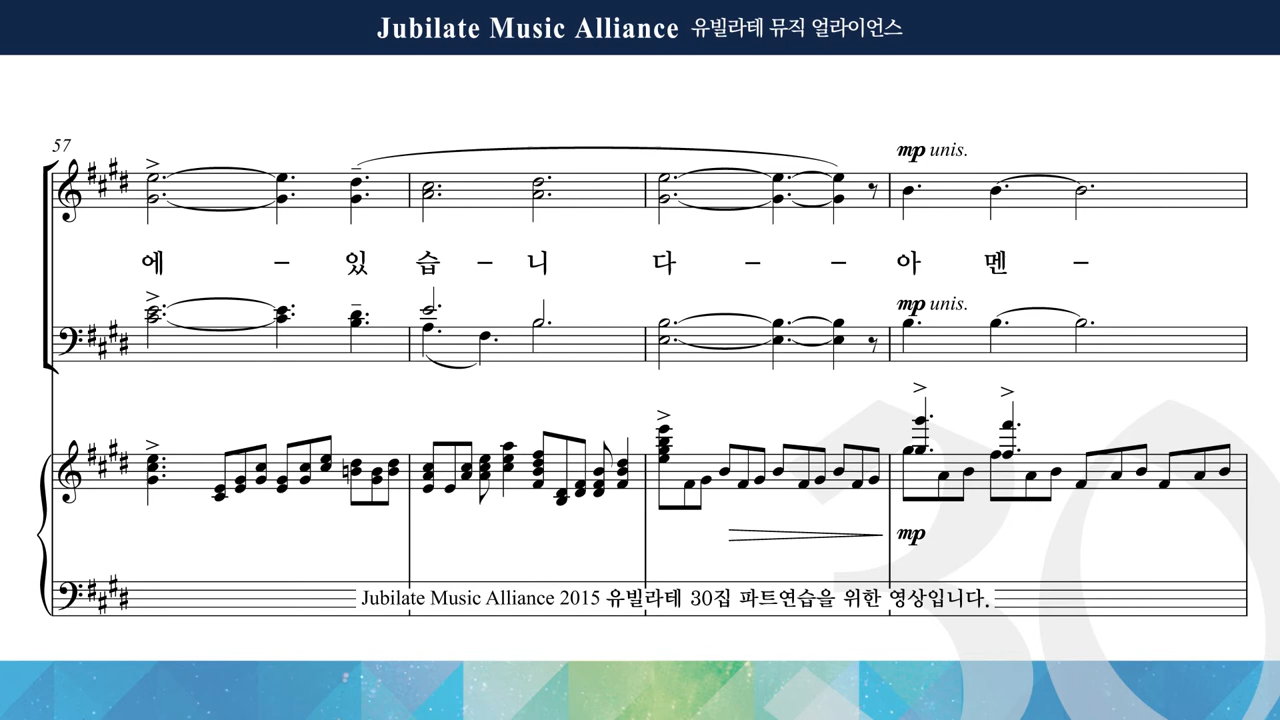 Jubilate Music Alliance 유빌라테 뮤직 얼라이언스
57
mp unis.
에 – 있 습 – 니 다 – – 아 멘 –
mp unis.
mp
30
Jubilate Music Alliance 2015 유빌라테 30집 파트연습을 위한 영상입니다.